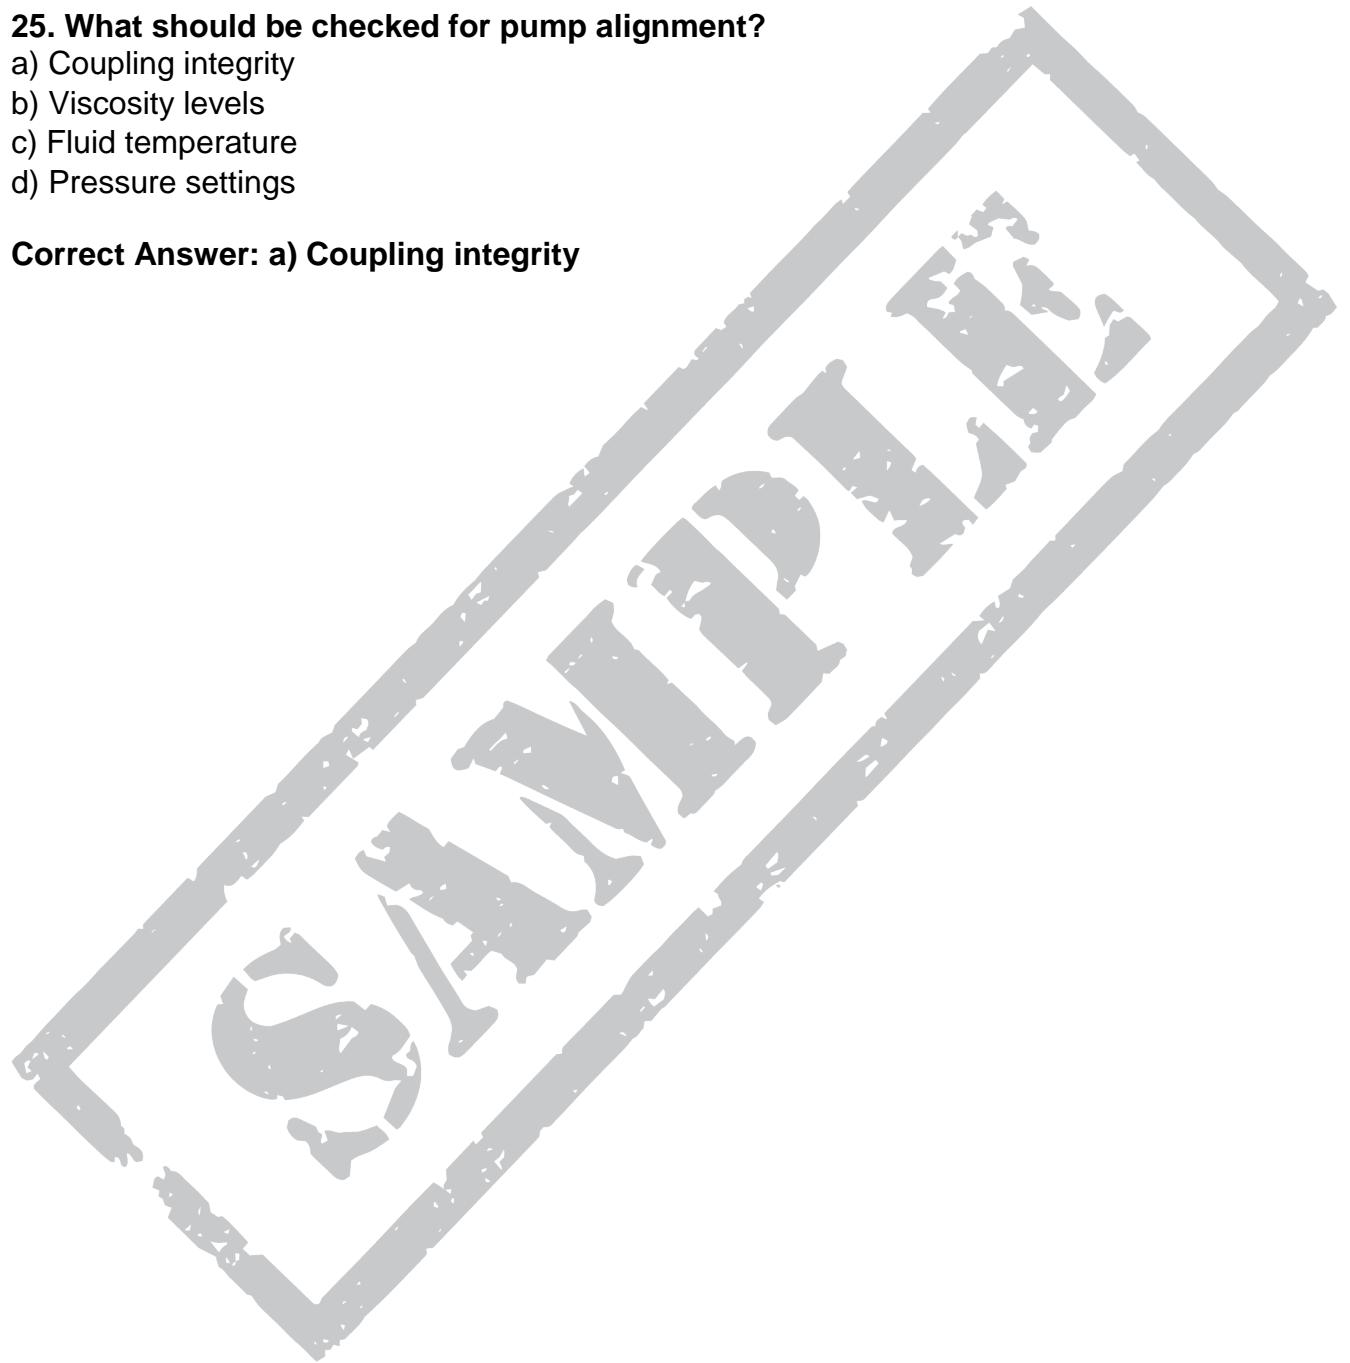 25. What should be checked for pump alignment?
a) Coupling integrity
b) Viscosity levels
c) Fluid temperature
d) Pressure settings
Correct Answer: a) Coupling integrity
SAMPLE